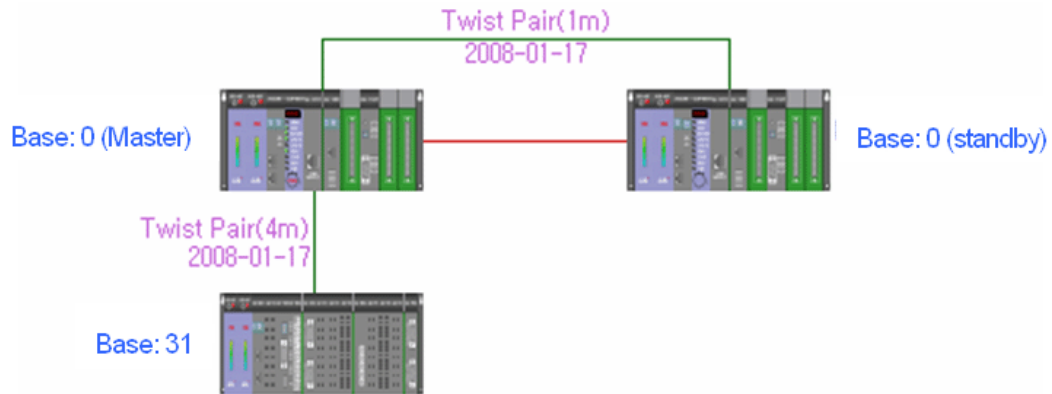 Twist Pair(1m)
2008-01-17
Base: 0 (Master)
Base: 0 (standby)
Twist Pair(4m)
2008-01-17
Base: 31